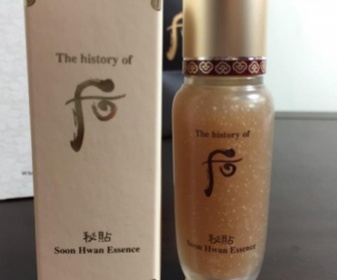 The history of
后
秘貼
Soon Hwan Essence
The history of
后
秘貼
Soon Hwan Essence